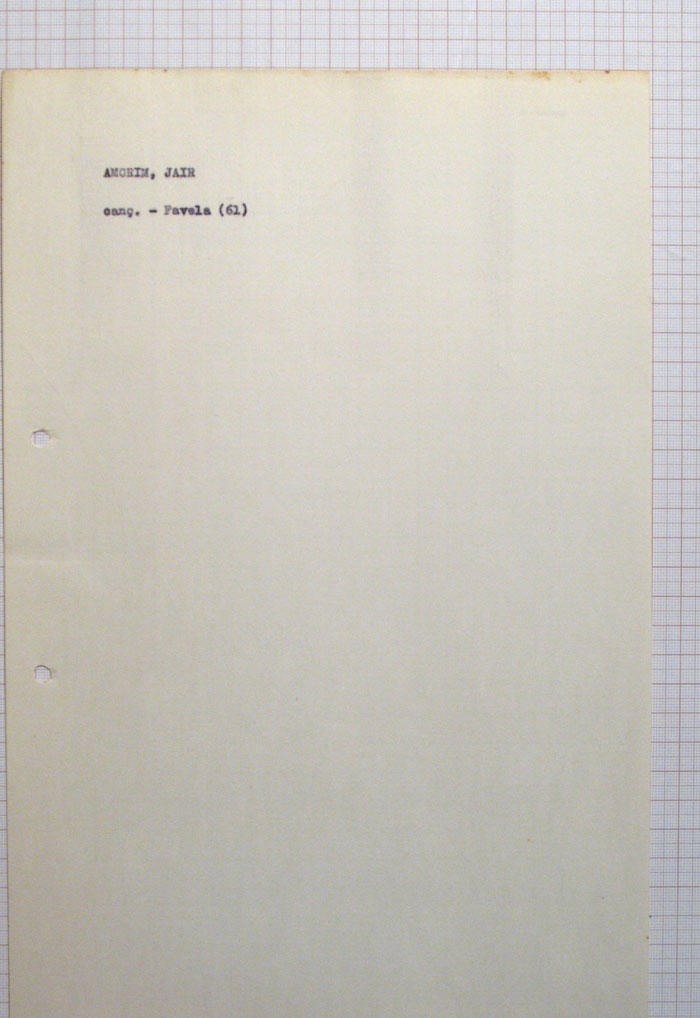 AMORIM, JAIR
canç. - Favela (61)